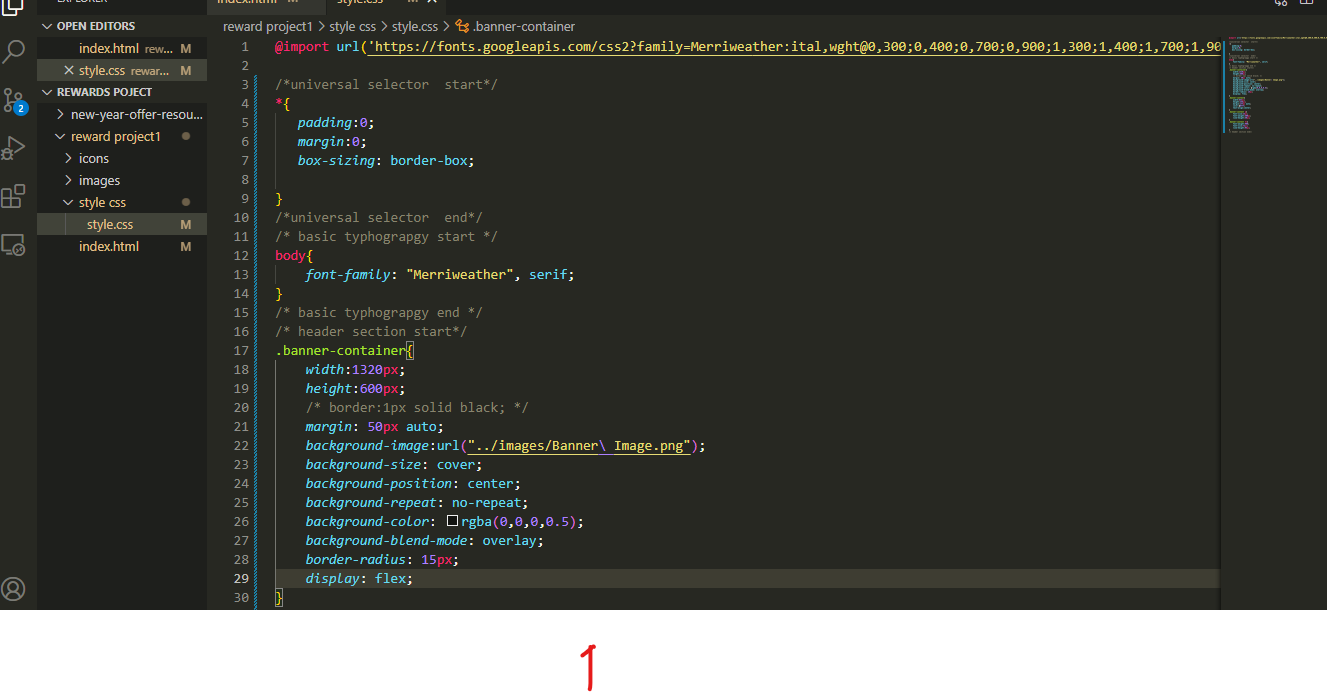 EXPLORER
index.html
style.css
OPEN EDITORS
index.html rew... M
style.css rewar... M
REWARDS POJECT
new-year-offer-resou...
reward project1
icons
images
style css
style.css M
index.html M
2
reward project1 > style css > style.css > .banner-container
1 @import url('https://fonts.googleapis.com/css2?family=Merriweather:ital,wght@0,300;0,400;0,700;0,900;1,300;1,400;1,700;1,90
2
3 /*universal selector  start*/
4 *{
5 padding:0;
6 margin:0;
7 box-sizing: border-box;
8
9 }
10 /*universal selector  end*/
11 /* basic typhograpgy start */
12 body{
13 font-family: "Merriweather", serif;
14 }
15 /* basic typhograpgy end */
16 /* header section start*/
17 .banner-container{
18 width:1320px;
19 height:600px;
20 /* border:1px solid black; */
21 margin: 50px auto;
22 background-image:url("../images/Banner\ Image.png");
23 background-size: cover;
24 background-position: center;
25 background-repeat: no-repeat;
26 background-color: rgba(0,0,0,0.5);
27 background-blend-mode: overlay;
28 border-radius: 15px;
29 display: flex;
30 }
1